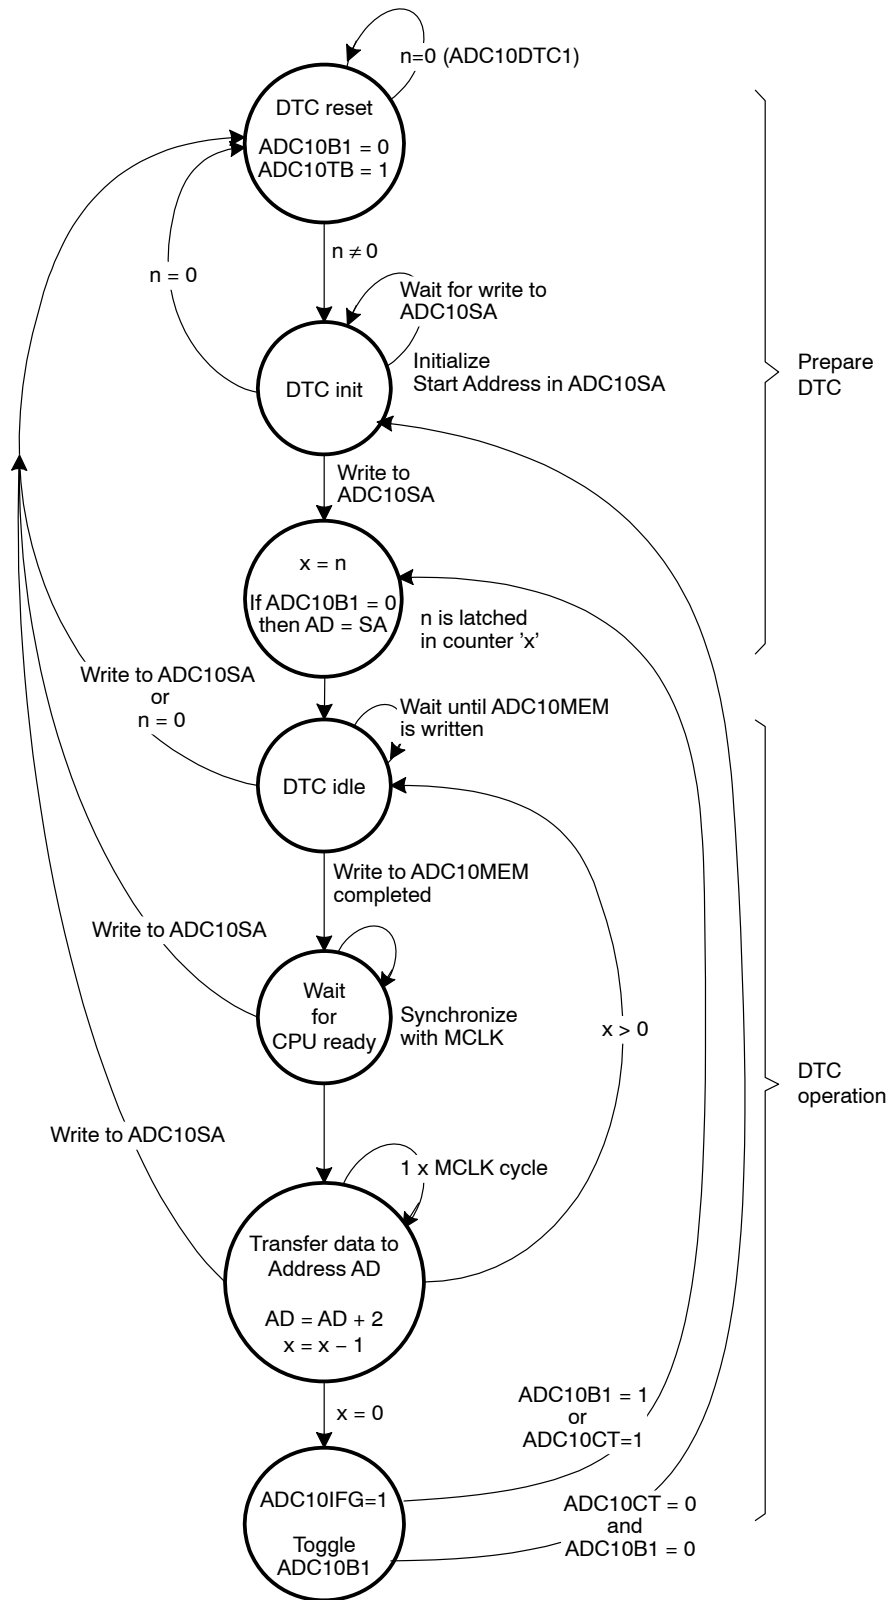 n=0 (ADC10DTC1)
DTC reset
ADC10B1 = 0
ADC10TB = 1
n ≠ 0
n = 0
Wait for write to
ADC10SA
Initialize
Start Address in ADC10SA
DTC init
Prepare
DTC
Write to
ADC10SA
x = n
If ADC10B1 = 0
then AD = SA
n is latched
in counter ’x’
Write to ADC10SA
or
n = 0
Wait until ADC10MEM
is written
DTC idle
Write to ADC10MEM
completed
Write to ADC10SA
Wait
for
CPU ready
Synchronize
with MCLK
x > 0
DTC
operation
Write to ADC10SA
1 x MCLK cycle
Transfer data to
Address AD
AD = AD + 2
x = x − 1
x = 0
ADC10B1 = 1
or
ADC10CT=1
ADC10IFG=1
Toggle
ADC10B1
ADC10CT = 0
and
ADC10B1 = 0